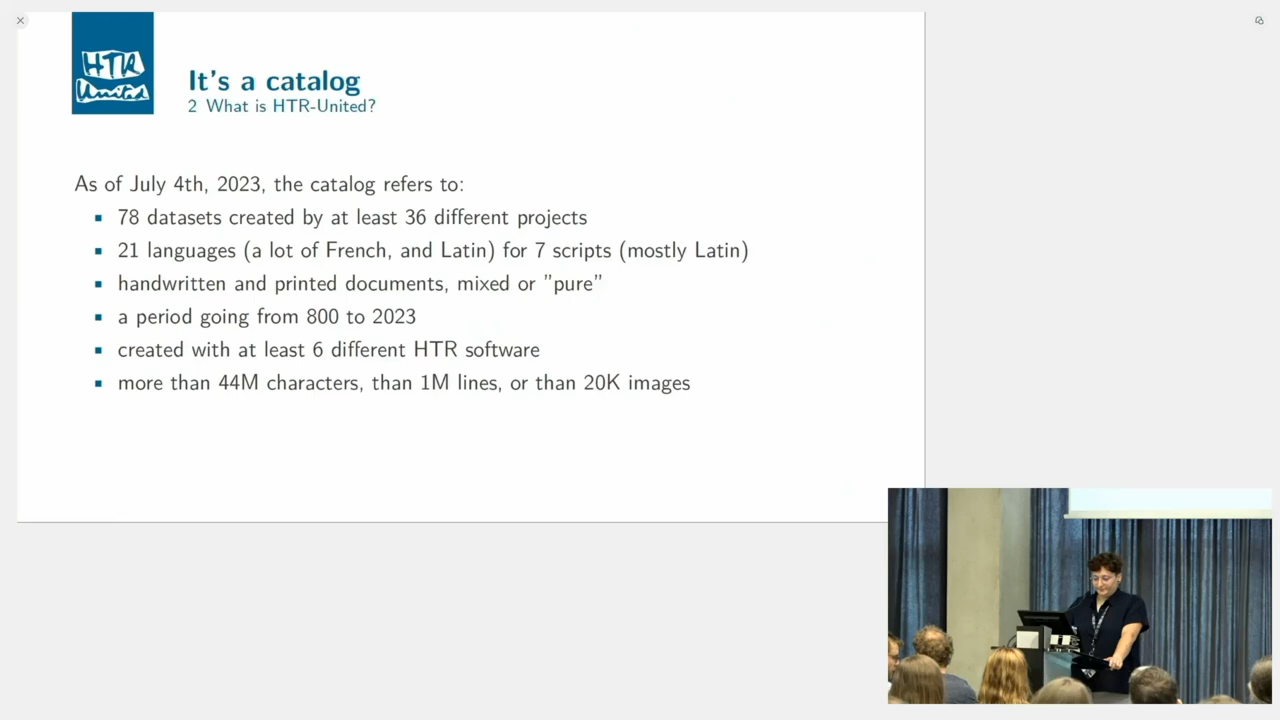 HTR
United
It's a catalog
2 What is HTR-United?
As of July 4th, 2023, the catalog refers to:
▪ 78 datasets created by at least 36 different projects
▪ 21 languages (a lot of French, and Latin) for 7 scripts (mostly Latin)
▪ handwritten and printed documents, mixed or ”pure”
▪ a period going from 800 to 2023
▪ created with at least 6 different HTR software
▪ more than 44M characters, than 1M lines, or than 20K images